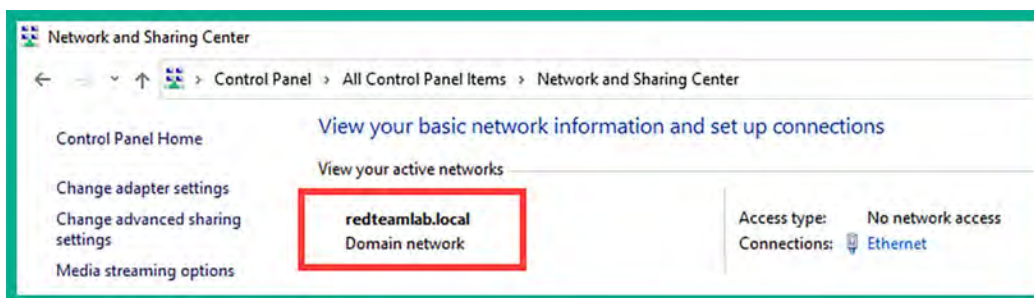 Network and Sharing Center
Control Panel > All Control Panel Items > Network and Sharing Center
Control Panel Home
View your basic network information and set up connections
View your active networks
Change adapter settings
Change advanced sharing
settings
Media streaming options
redteamlab.local
Domain network
Access type: No network access
Connections: Ethernet